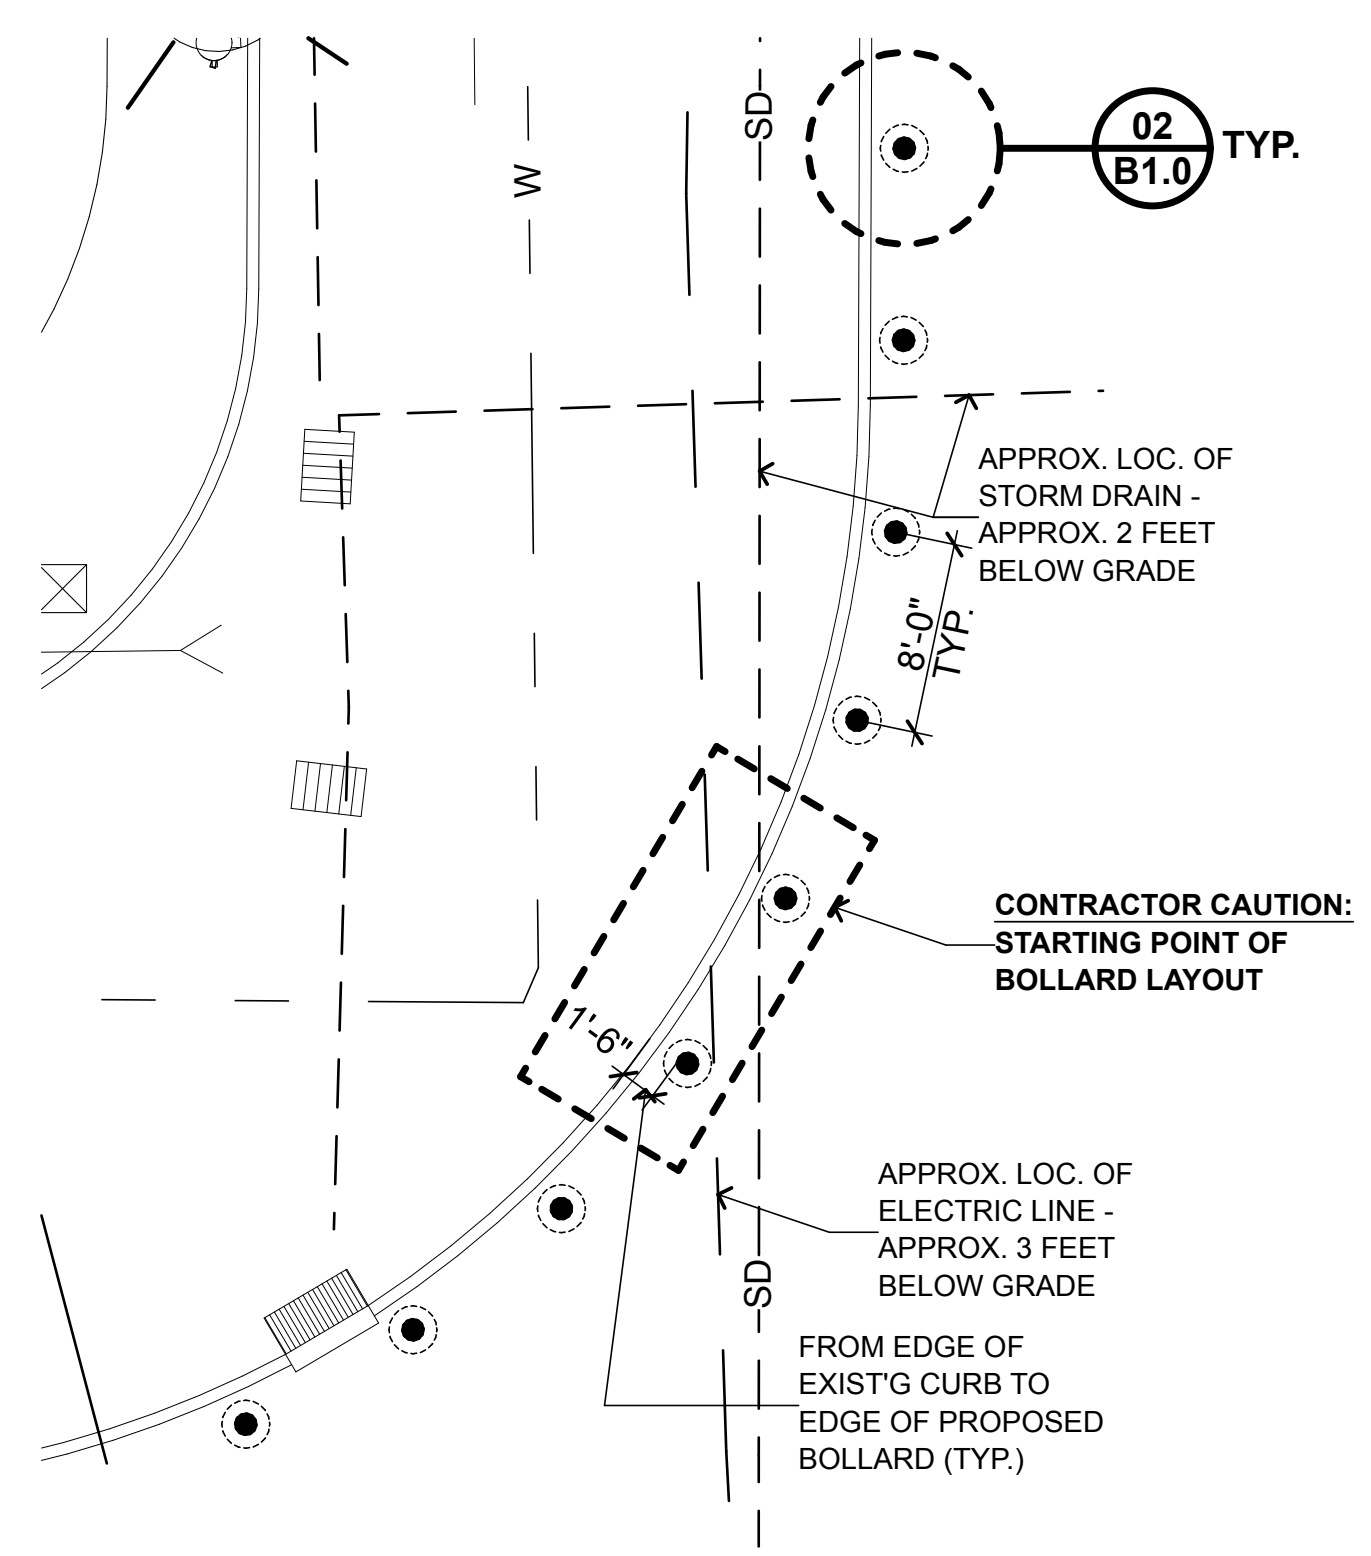 SD
02
B1.0
TYP.
W
APPROX. LOC. OF
STORM DRAIN -
APPROX. 2 FEET
BELOW GRADE
8'-0"
TYP.
CONTRACTOR CAUTION:
STARTING POINT OF
BOLLARD LAYOUT
1'-6"
APPROX. LOC. OF
ELECTRIC LINE -
APPROX. 3 FEET
BELOW GRADE
SD
FROM EDGE OF
EXIST'G CURB TO
EDGE OF PROPOSED
BOLLARD (TYP.)